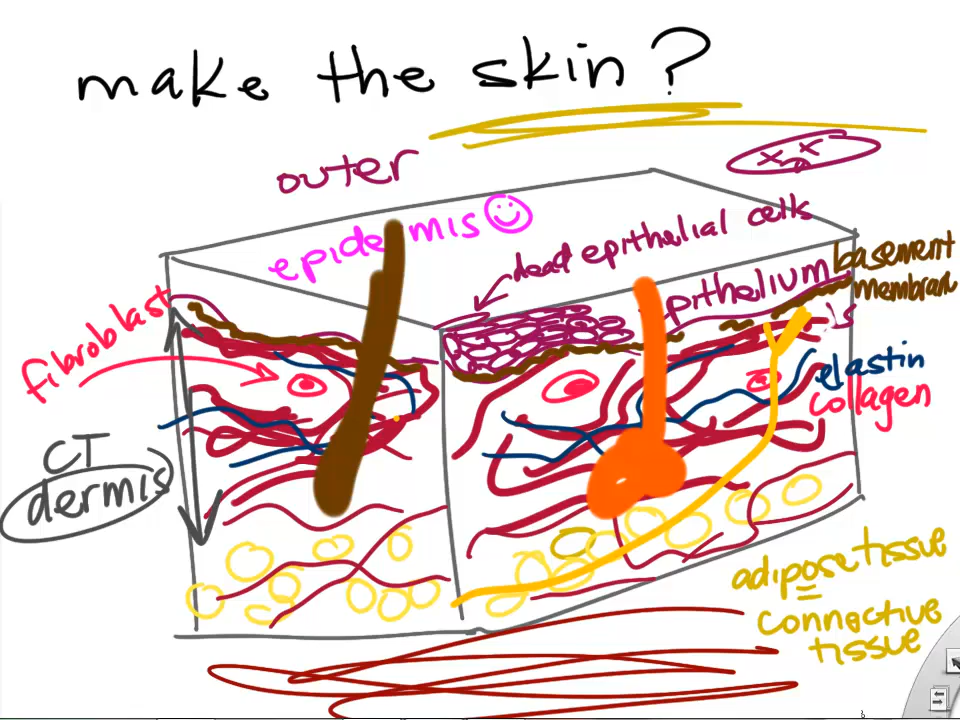 make the skin?
outer
epidermis
dead epithelial cells
epithelium
basement
membrane
fibroblast
elastin
collagen
CT
dermis
adipose tissue
connective
tissue